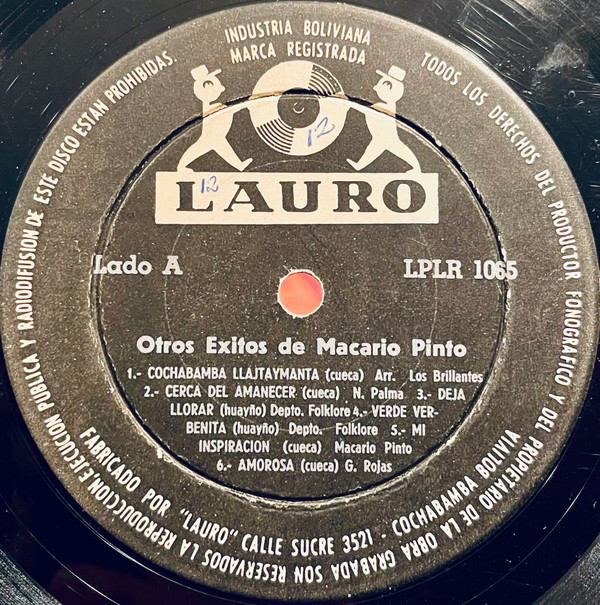 INDUSTRIA BOLIVIANA
MARCA REGISTRADA
TODOS LOS DERECHOS DEL PRODUCTOR FONOGRAFICO Y DEL PROPIETARIO DE LA OBRA GRABADA SON RESERVADOS LA REPRODUCCION, EJECUCION PUBLICA Y RADIODIFUSION DE ESTE DISCO ESTAN PROHIBIDAS.
12
12
LAURO
Lado A
LPLR 1065
Otros Exitos de Macario Pinto
1.- COCHABAMBA LLAJTAYMANTA (cueca) Arr. Los Brillantes
2.- CERCA DEL AMANECER (cueca) N. Palma 3.- DEJA
LLORAR (huayño) Depto. Folklore 4.- VERDE VER-
BENITA (huayño) Depto. Folklore 5.- MI
INSPIRACION (cueca) Macario Pinto
6.- AMOROSA (cueca) G. Rojas
FABRICADO POR "LAURO" CALLE SUCRE 3521 - COCHABAMBA BOLIVIA